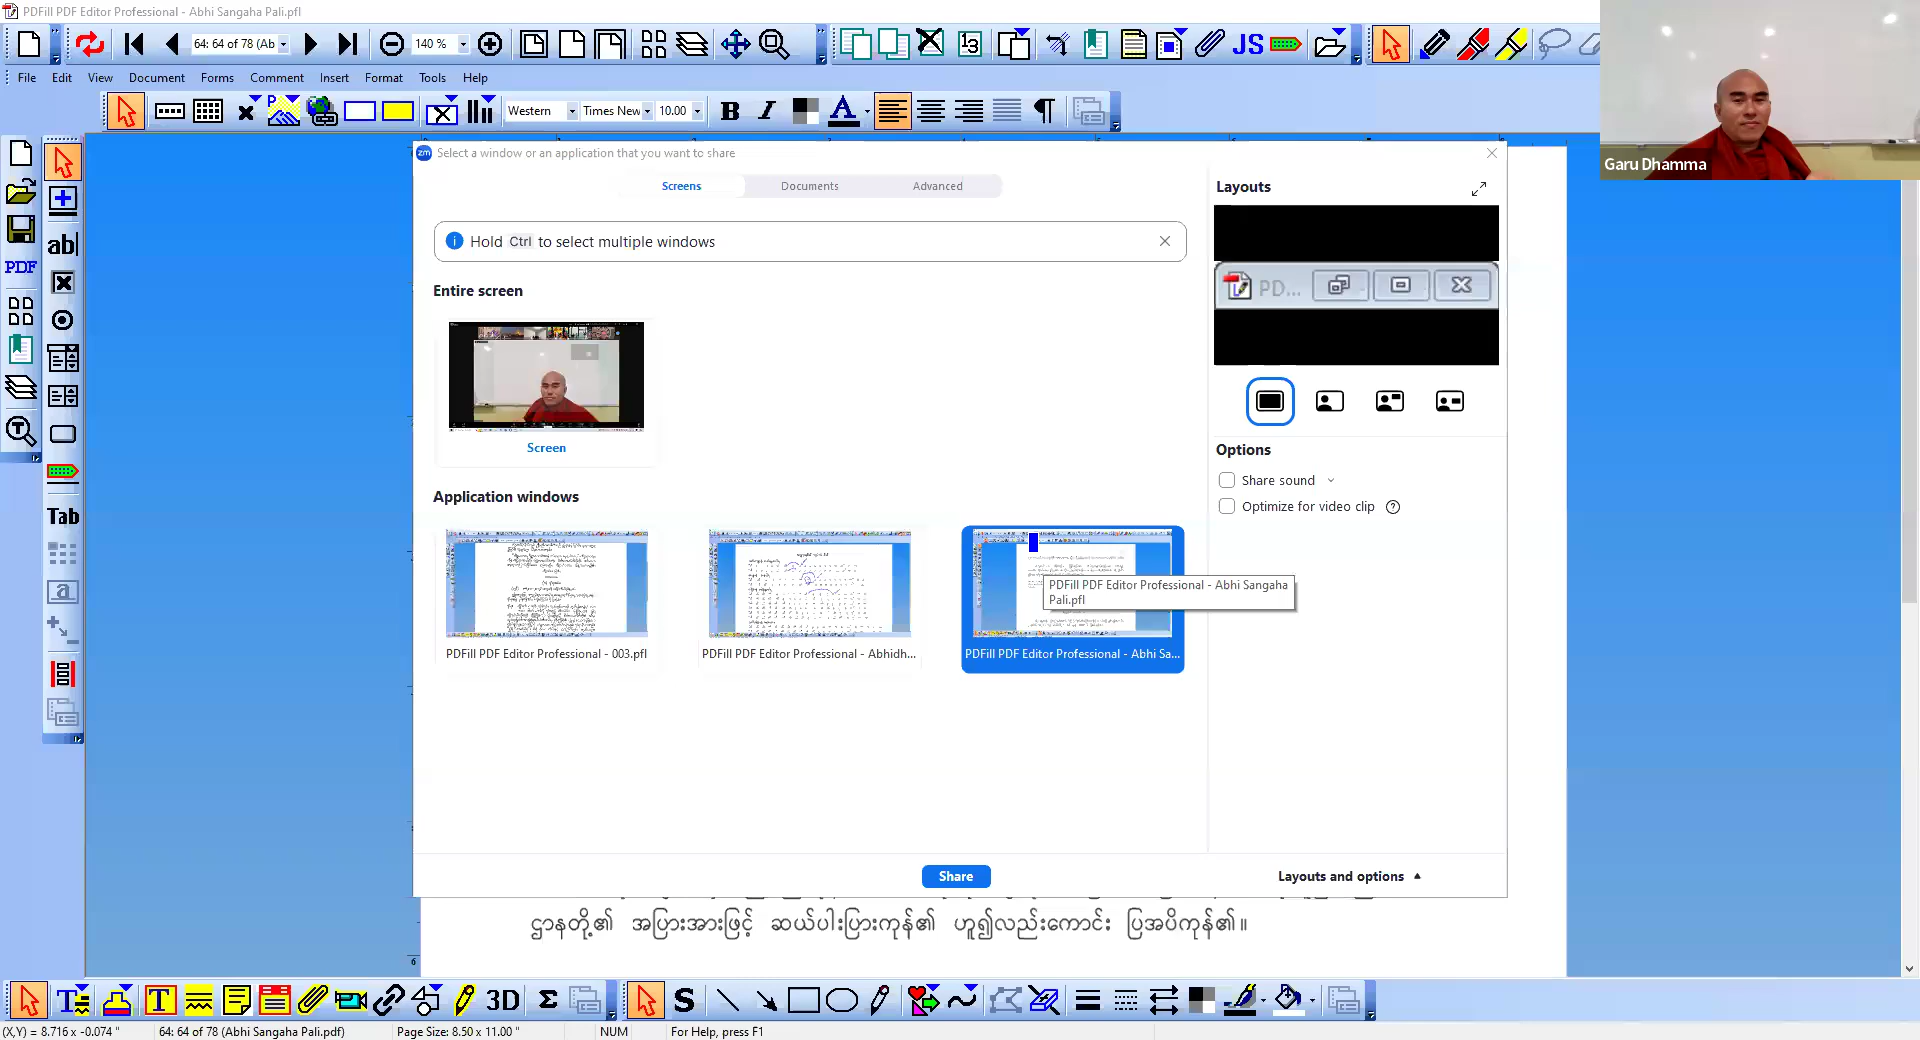 PDFill PDF Editor Professional - Abhi Sangaha Pali.pfl
64: 64 of 78 (Ab
140 %
13
JS
File Edit View Document Forms Comment Insert Format Tools Help
Western
Times New
10.00
B I A
Garu Dhamma
Select a window or an application that you want to share
Screens
Documents
Advanced
Layouts
Hold Ctrl to select multiple windows
PD...
Entire screen
Screen
Options
Share sound
Optimize for video clip
Application windows
PDFill PDF Editor Professional - Abhi Sangaha
Pali.pfl
PDFill PDF Editor Professional - 003.pfl
PDFill PDF Editor Professional - Abhidh...
PDFill PDF Editor Professional - Abhi Sa...
ab|
PDF
Tab
a
Share
Layouts and options
ဌာနတို့၏ အပြားအားဖြင့် ဆယ်ပါးပြားကုန်၏ ဟူ၍လည်းကောင်း ပြအပ်ကုန်၏။
6
T
3D
Σ
S
(X,Y) = 8.716 x -0.074 "
64: 64 of 78 (Abhi Sangaha Pali.pdf)
Page Size: 8.50 x 11.00 "
NUM
For Help, press F1